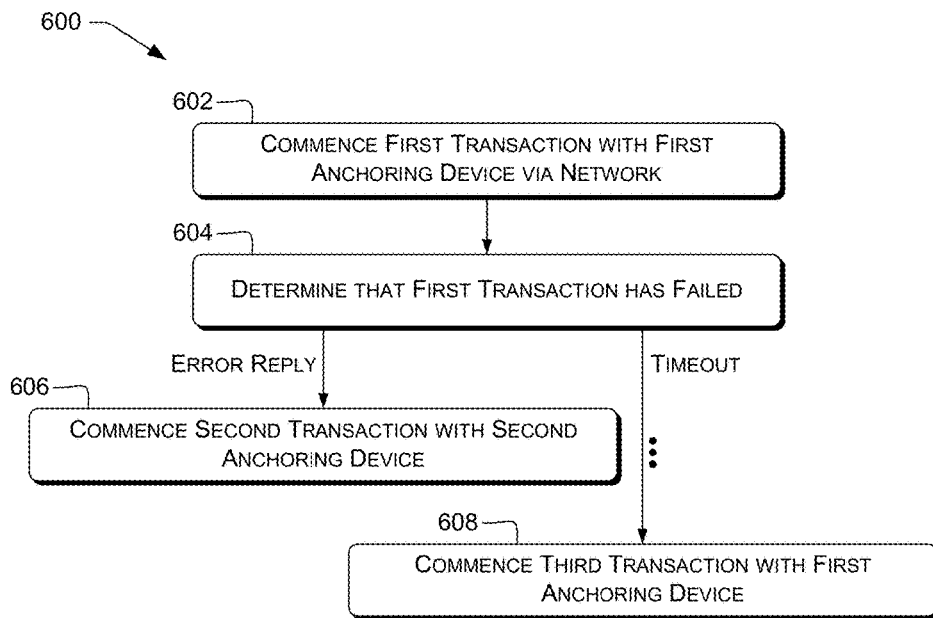 600
602
COMMENCE FIRST TRANSACTION WITH FIRST
ANCHORING DEVICE VIA NETWORK
604
DETERMINE THAT FIRST TRANSACTION HAS FAILED
ERROR REPLY
TIMEOUT
606
COMMENCE SECOND TRANSACTION WITH SECOND
ANCHORING DEVICE
608
COMMENCE THIRD TRANSACTION WITH FIRST
ANCHORING DEVICE